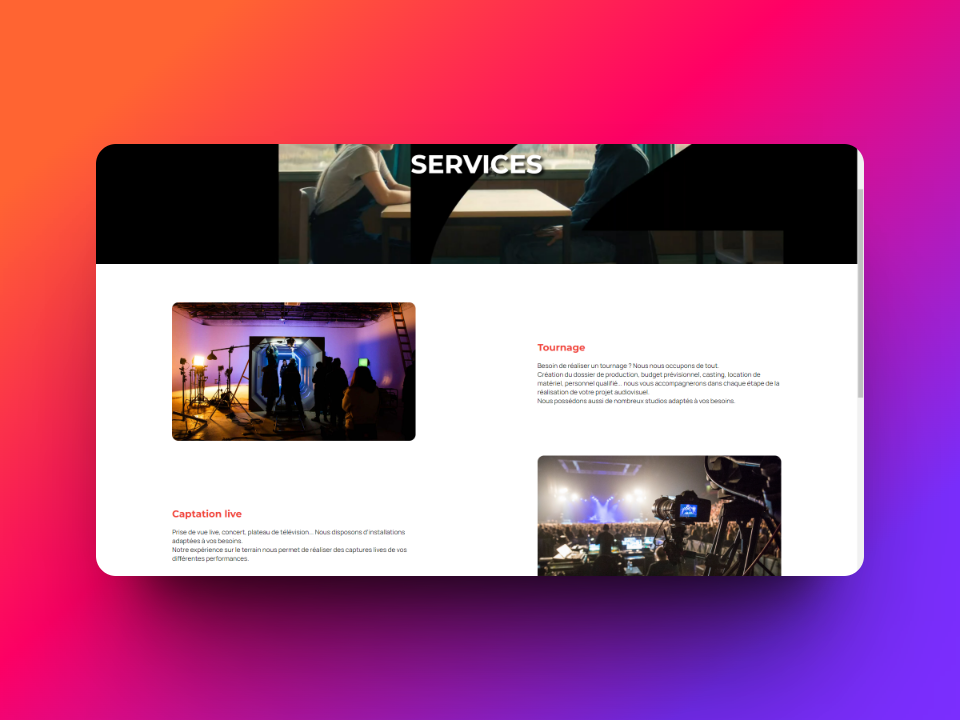 SERVICES
Tournage
Besoin de réaliser un tournage ? Nous nous occupons de tout.
Création du dossier de production, budget prévisionnel, casting, location de
matériel, personnel qualifié... nous vous accompagnerons dans chaque étape de la
réalisation de votre projet audiovisuel.
Nous possédons aussi de nombreux studios adaptés à vos besoins.
Captation live
Prise de vue live, concert, plateau de télévision... Nous disposons d'installations
adaptées à vos besoins.
Notre expérience sur le terrain nous permet de réaliser des captures lives de vos
différentes performances.